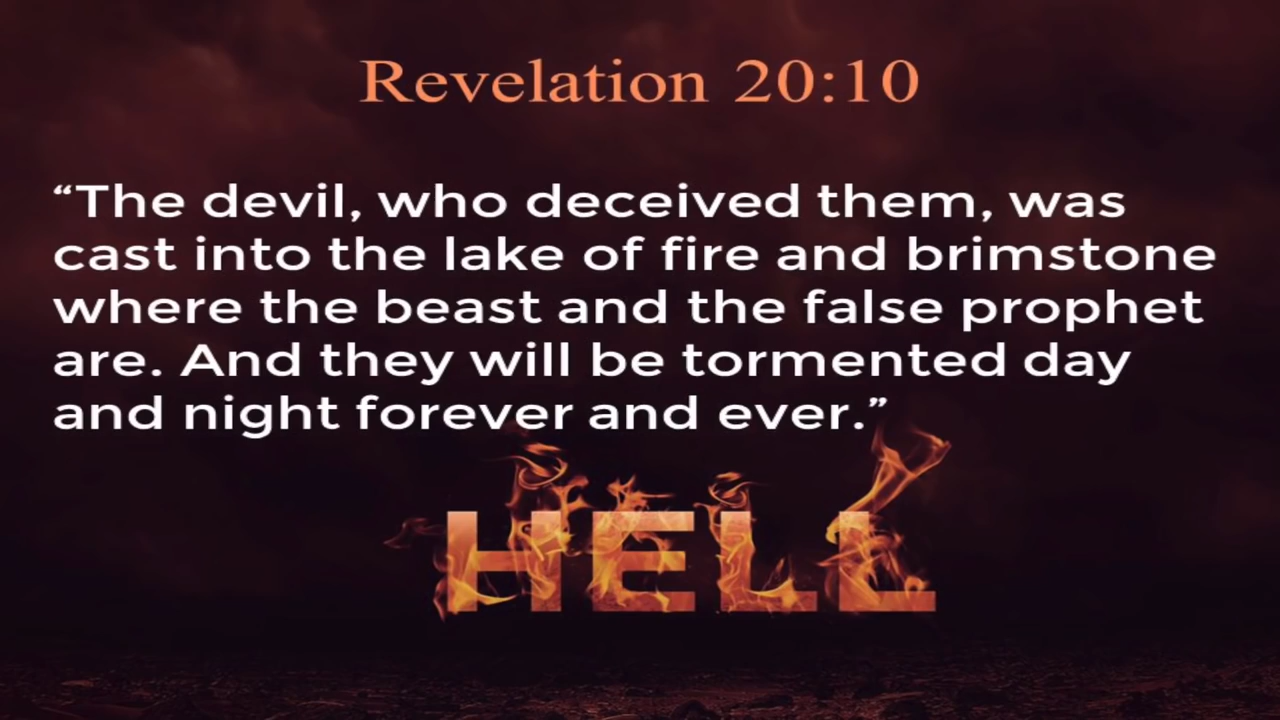 Revelation 20:10
“The devil, who deceived them, was
cast into the lake of fire and brimstone
where the beast and the false prophet
are. And they will be tormented day
and night forever and ever.”
HELL